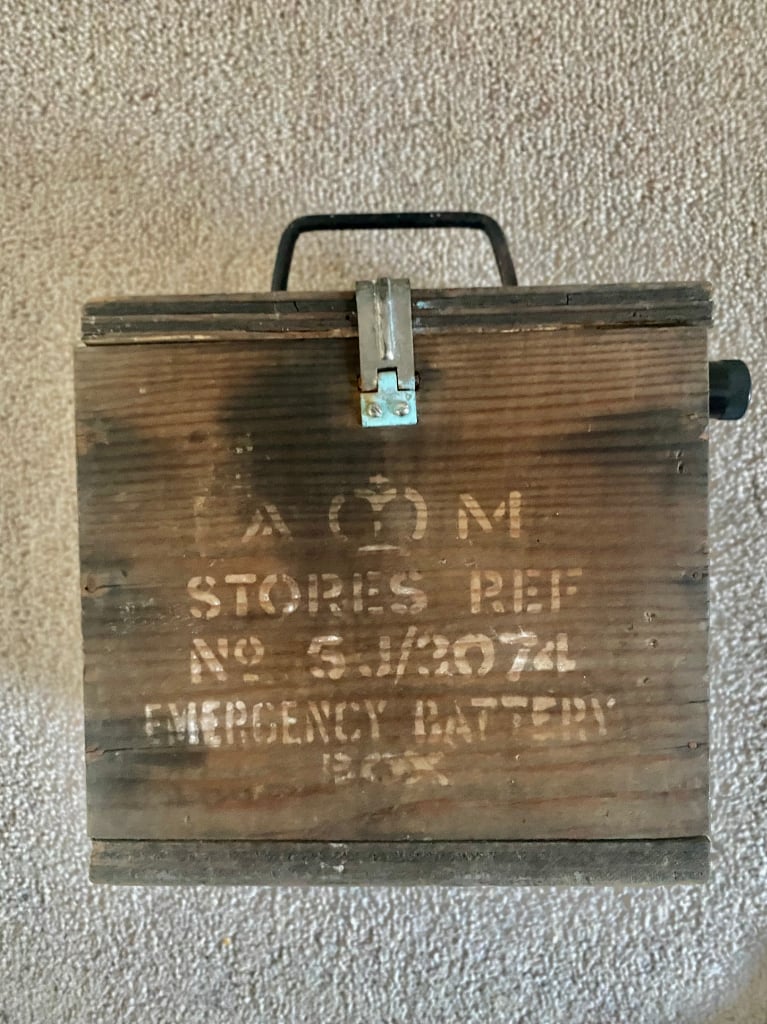 A M
STORES REF
Nº 5J/2074
EMERGENCY BATTERY
BOX